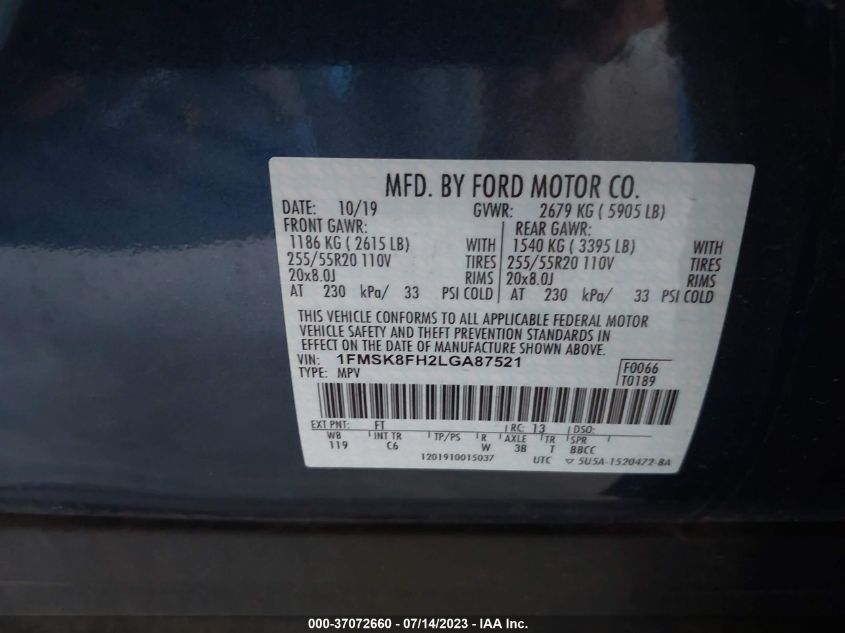 MFD. BY FORD MOTOR CO.
DATE: 10/19 GVWR: 2679 KG ( 5905 LB)
FRONT GAWR: REAR GAWR:
1186 KG ( 2615 LB) WITH 1540 KG ( 3395 LB) WITH
255/55R20 110V TIRES 255/55R20 110V TIRES
20x8.0J RIMS 20x8.0J RIMS
AT 230 kPa/ 33 PSI COLD AT 230 kPa/ 33 PSI COLD
THIS VEHICLE CONFORMS TO ALL APPLICABLE FEDERAL MOTOR
VEHICLE SAFETY AND THEFT PREVENTION STANDARDS IN
EFFECT ON THE DATE OF MANUFACTURE SHOWN ABOVE.
VIN: 1FMSK8FH2LGA87521 F0066
TYPE: MPV T0189
EXT PNT: FT RC: 13 DSO:
WB INT TR TP/PS R AXLE TR SPR
119 C6 W 3B T BBCC
1201910015037 UTC ▽ 5U5A-1520472-BA
000-37072660 - 07/14/2023 - IAA Inc.